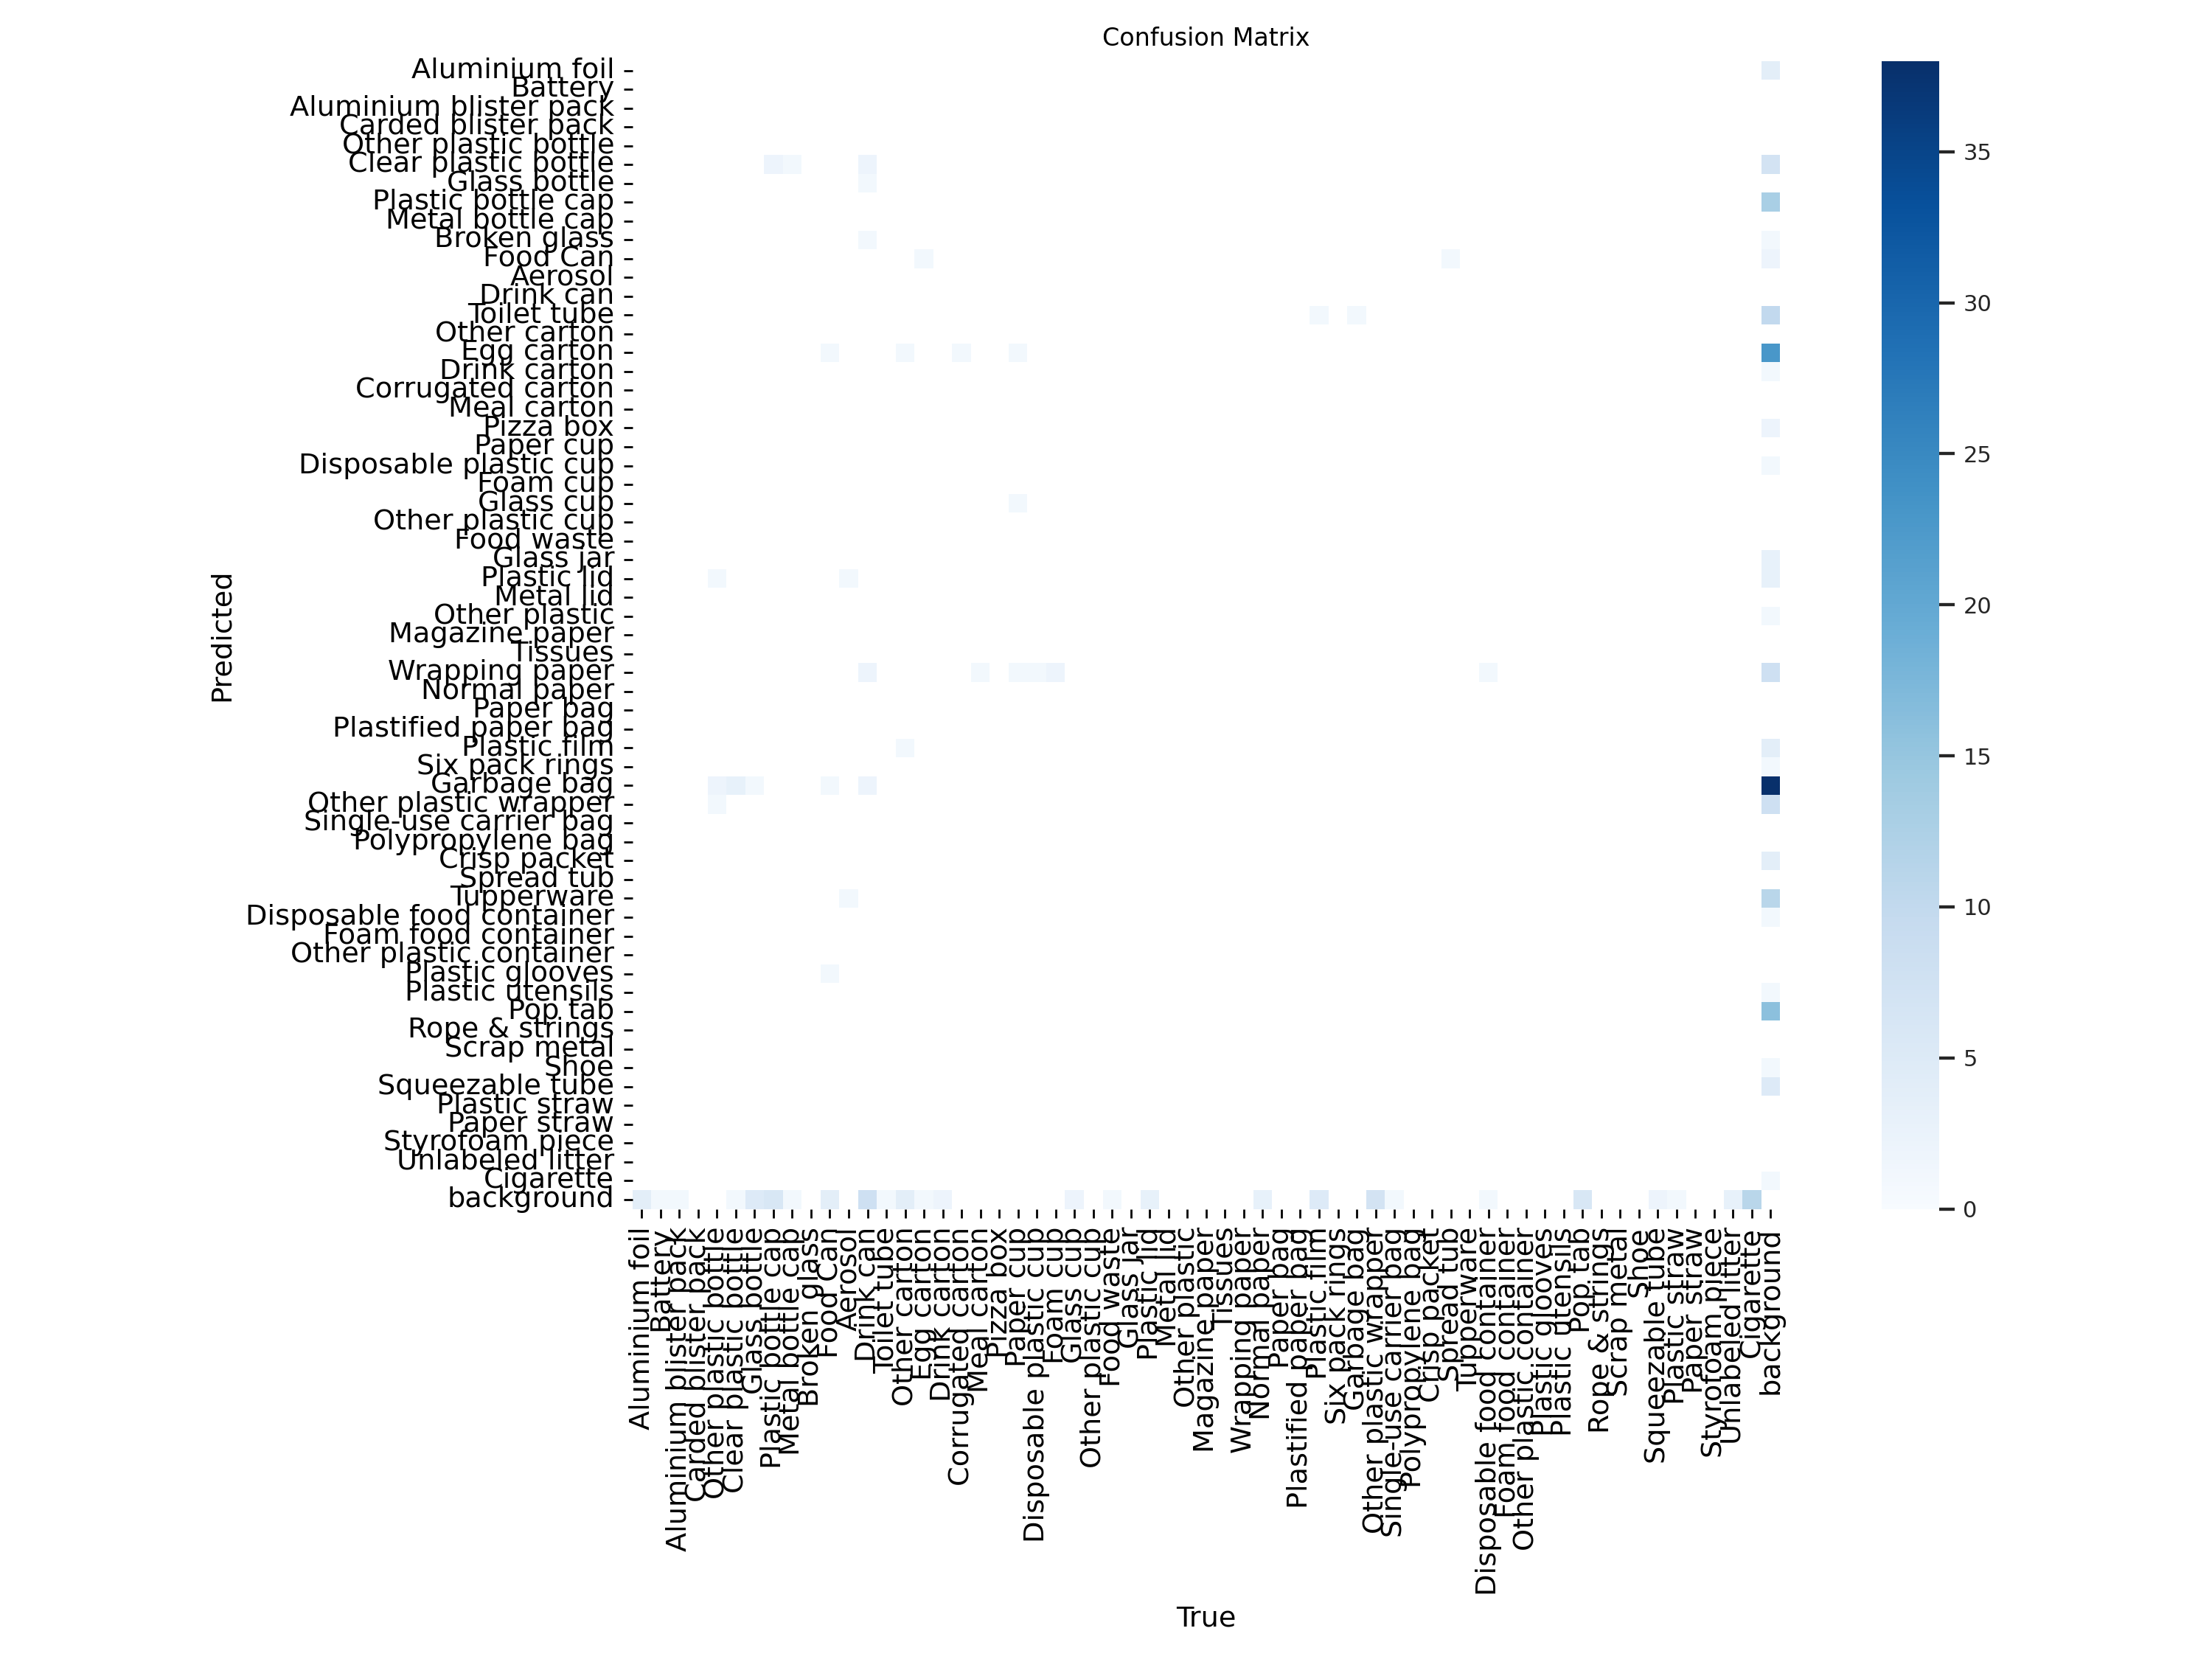 Confusion Matrix
Aluminium foil
Battery
Aluminium blister pack
Carded blister pack
Other plastic bottle
Clear plastic bottle
Glass bottle
Plastic bottle cap
Metal bottle cap
Broken glass
Food Can
Aerosol
Drink can
Toilet tube
Other carton
Egg carton
Drink carton
Corrugated carton
Meal carton
Pizza box
Paper cup
Disposable plastic cup
Foam cup
Glass cup
Other plastic cup
Food waste
Glass jar
Plastic lid
Metal lid
Other plastic
Magazine paper
Tissues
Wrapping paper
Normal paper
Paper bag
Plastified paper bag
Plastic film
Six pack rings
Garbage bag
Other plastic wrapper
Single-use carrier bag
Polypropylene bag
Crisp packet
Spread tub
Tupperware
Disposable food container
Foam food container
Other plastic container
Plastic glooves
Plastic utensils
Pop tab
Rope & strings
Scrap metal
Shoe
Squeezable tube
Plastic straw
Paper straw
Styrofoam piece
Unlabeled litter
Cigarette
background
Predicted
Aluminium foil
Battery
Aluminium blister pack
Carded blister pack
Other plastic bottle
Clear plastic bottle
Glass bottle
Plastic bottle cap
Metal bottle cap
Broken glass
Food Can
Aerosol
Drink can
Toilet tube
Other carton
Egg carton
Drink carton
Corrugated carton
Meal carton
Pizza box
Paper cup
Disposable plastic cup
Foam cup
Glass cup
Other plastic cup
Food waste
Glass jar
Plastic lid
Metal lid
Other plastic
Magazine paper
Tissues
Wrapping paper
Normal paper
Paper bag
Plastified paper bag
Plastic film
Six pack rings
Garbage bag
Other plastic wrapper
Single-use carrier bag
Polypropylene bag
Crisp packet
Spread tub
Tupperware
Disposable food container
Foam food container
Other plastic container
Plastic glooves
Plastic utensils
Pop tab
Rope & strings
Scrap metal
Shoe
Squeezable tube
Plastic straw
Paper straw
Styrofoam piece
Unlabeled litter
Cigarette
background
True
35
30
25
20
15
10
5
0